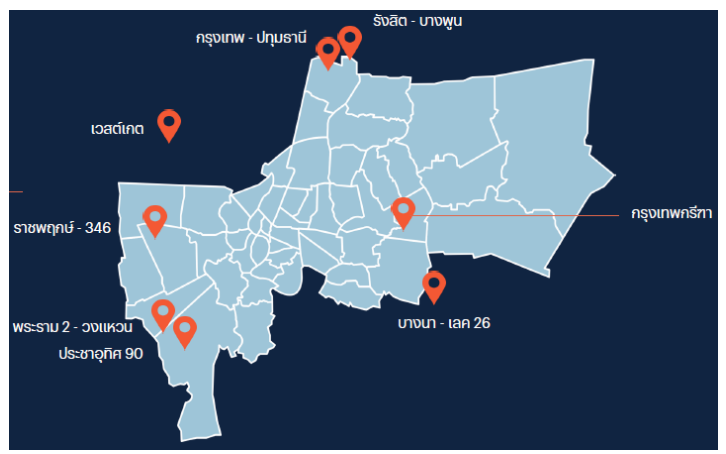 รังสิต - บางพูน
กรุงเทพ - ปทุมธานี
เวสต์เกต
กรุงเทพกรีฑา
ราชพฤกษ์ - 346
บางนา - เลค 26
พระราม 2 - วงแหวน
ประชาอุทิศ 90